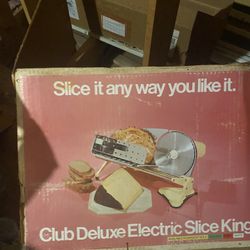 Slice it any way you like it.
Club Deluxe Electric Slice King